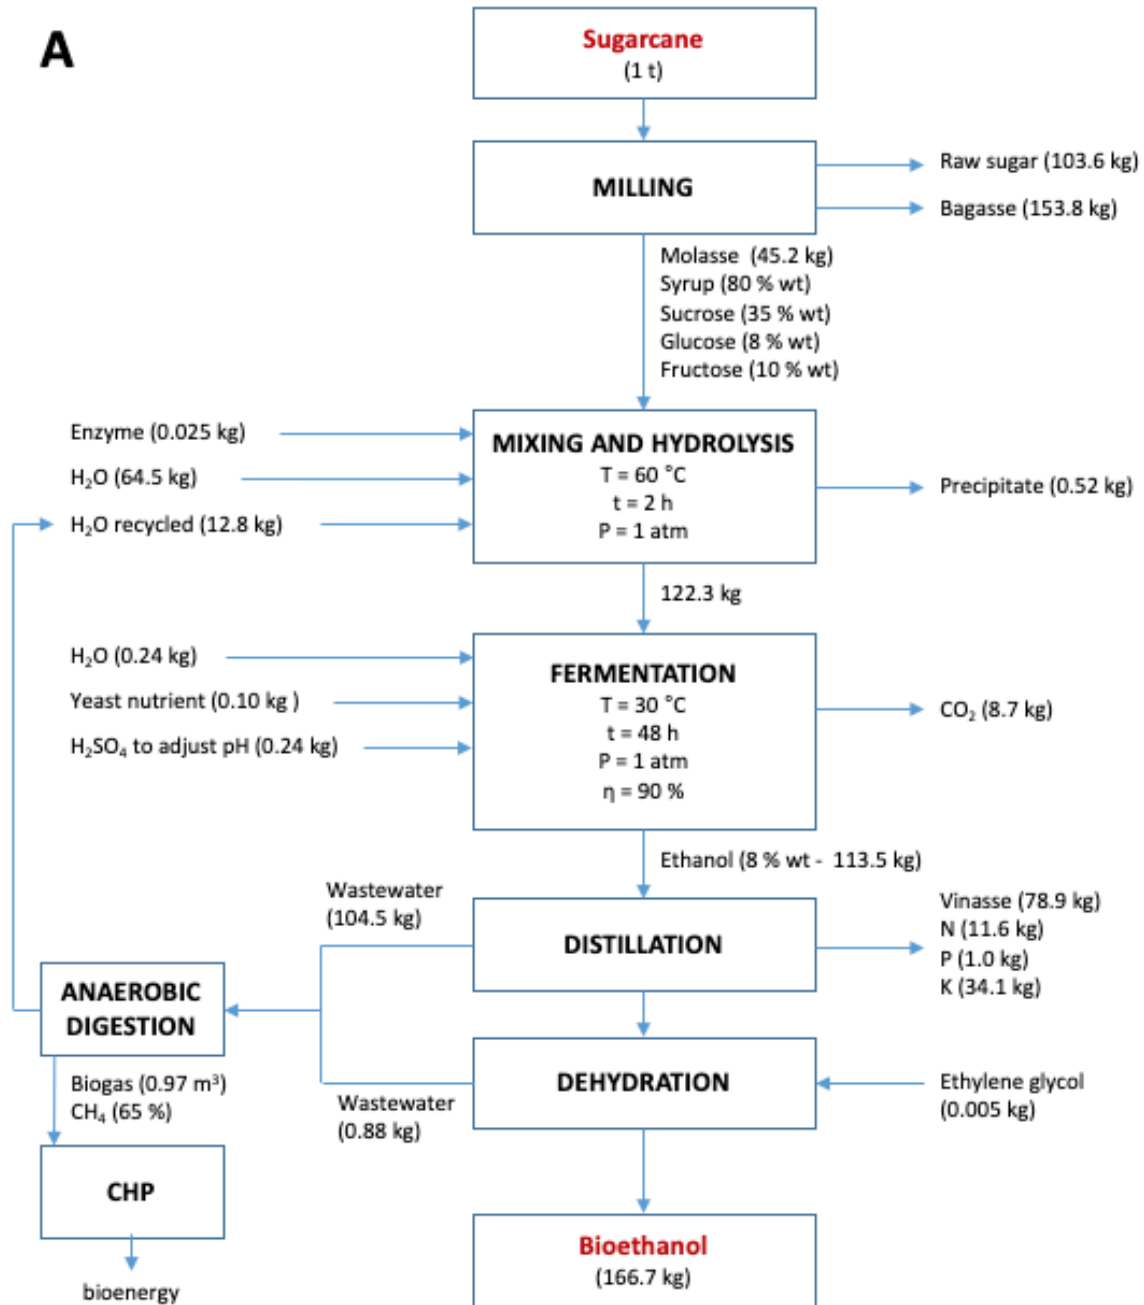 A
Sugarcane
(1 t)
MILLING
Raw sugar (103.6 kg)
Bagasse (153.8 kg)
Molasse (45.2 kg)
Syrup (80 % wt)
Sucrose (35 % wt)
Glucose (8 % wt)
Fructose (10 % wt)
Enzyme (0.025 kg)
H₂O (64.5 kg)
H₂O recycled (12.8 kg)
MIXING AND HYDROLYSIS
T = 60 °C
t = 2 h
P = 1 atm
Precipitate (0.52 kg)
122.3 kg
H₂O (0.24 kg)
Yeast nutrient (0.10 kg )
H₂SO₄ to adjust pH (0.24 kg)
FERMENTATION
T = 30 °C
t = 48 h
P = 1 atm
η = 90 %
CO₂ (8.7 kg)
Ethanol (8 % wt - 113.5 kg)
Wastewater
(104.5 kg)
DISTILLATION
Vinasse (78.9 kg)
N (11.6 kg)
P (1.0 kg)
K (34.1 kg)
ANAEROBIC
DIGESTION
DEHYDRATION
Ethylene glycol
(0.005 kg)
Biogas (0.97 m³)
CH₄ (65 %)
Wastewater
(0.88 kg)
CHP
bioenergy
Bioethanol
(166.7 kg)